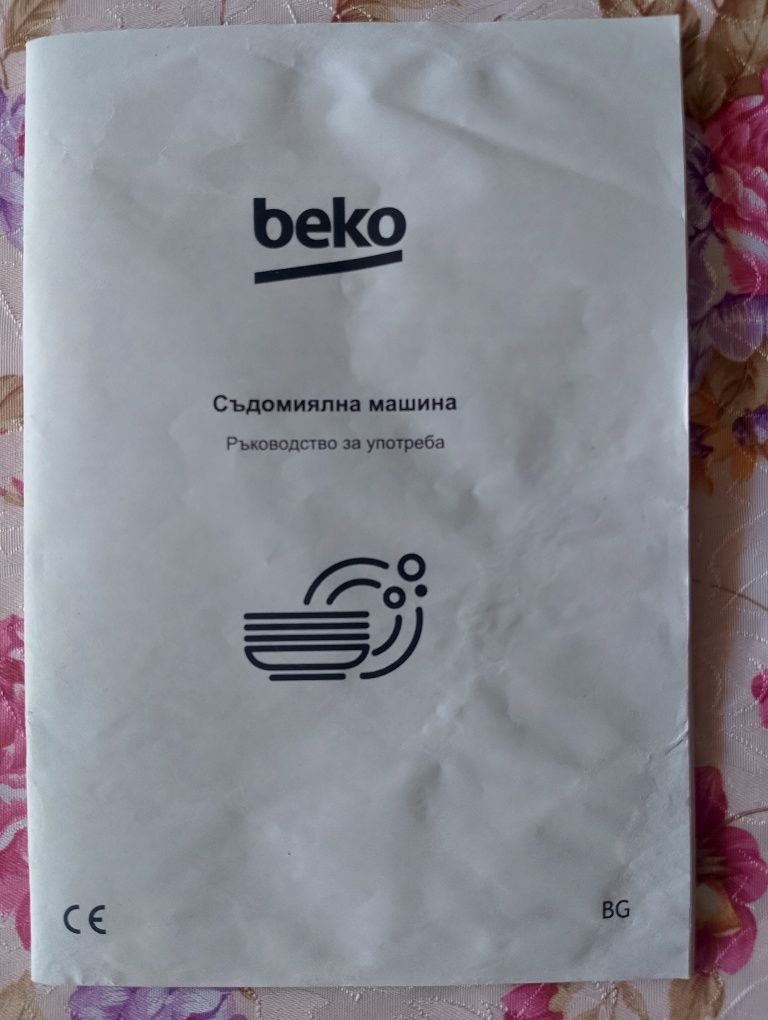 beko
Съдомиялна машина
Ръководство за употреба
CE
BG